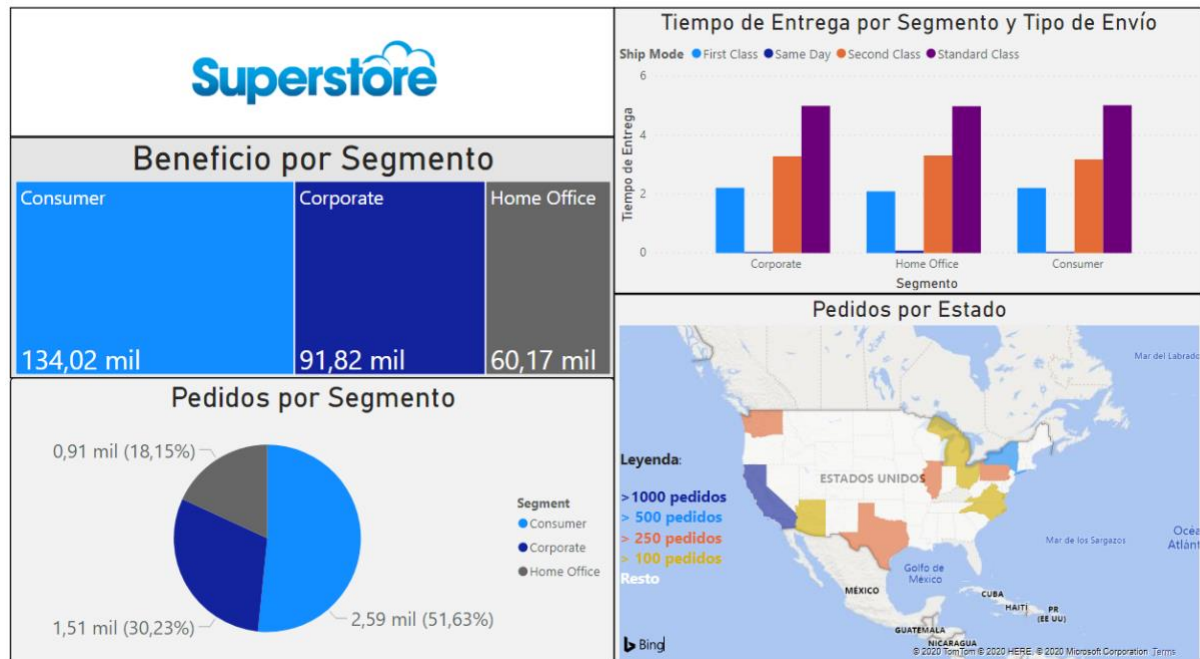 Superstore
Beneficio por Segmento
Consumer
134,02 mil
Corporate
91,82 mil
Home Office
60,17 mil
Pedidos por Segmento
0,91 mil (18,15%)
1,51 mil (30,23%)
2,59 mil (51,63%)
Segment
Consumer
Corporate
Home Office
Tiempo de Entrega por Segmento y Tipo de Envío
Ship Mode First Class Same Day Second Class Standard Class
Tiempo de Entrega
6
4
2
0
Corporate
Home Office
Consumer
Segmento
Pedidos por Estado
Leyenda:
>1000 pedidos
> 500 pedidos
> 250 pedidos
> 100 pedidos
Resto
Mar del Labrado
ESTADOS UNIDOS
Océa
Atlánt
Mar de los Sargazos
Golfo de
México
MÉXICO
CUBA
HAITÍ
PR
(EE UU)
GUATEMALA
NICARAGUA
Bing
© 2020 TomTom © 2020 HERE, © 2020 Microsoft Corporation Terms